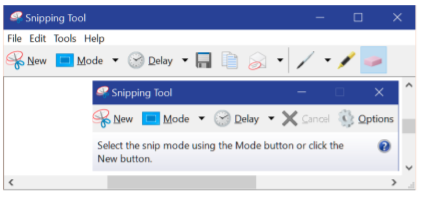 Snipping Tool
File Edit Tools Help
New Mode Delay
Snipping Tool
New Mode Delay Cancel Options
Select the snip mode using the Mode button or click the
New button.